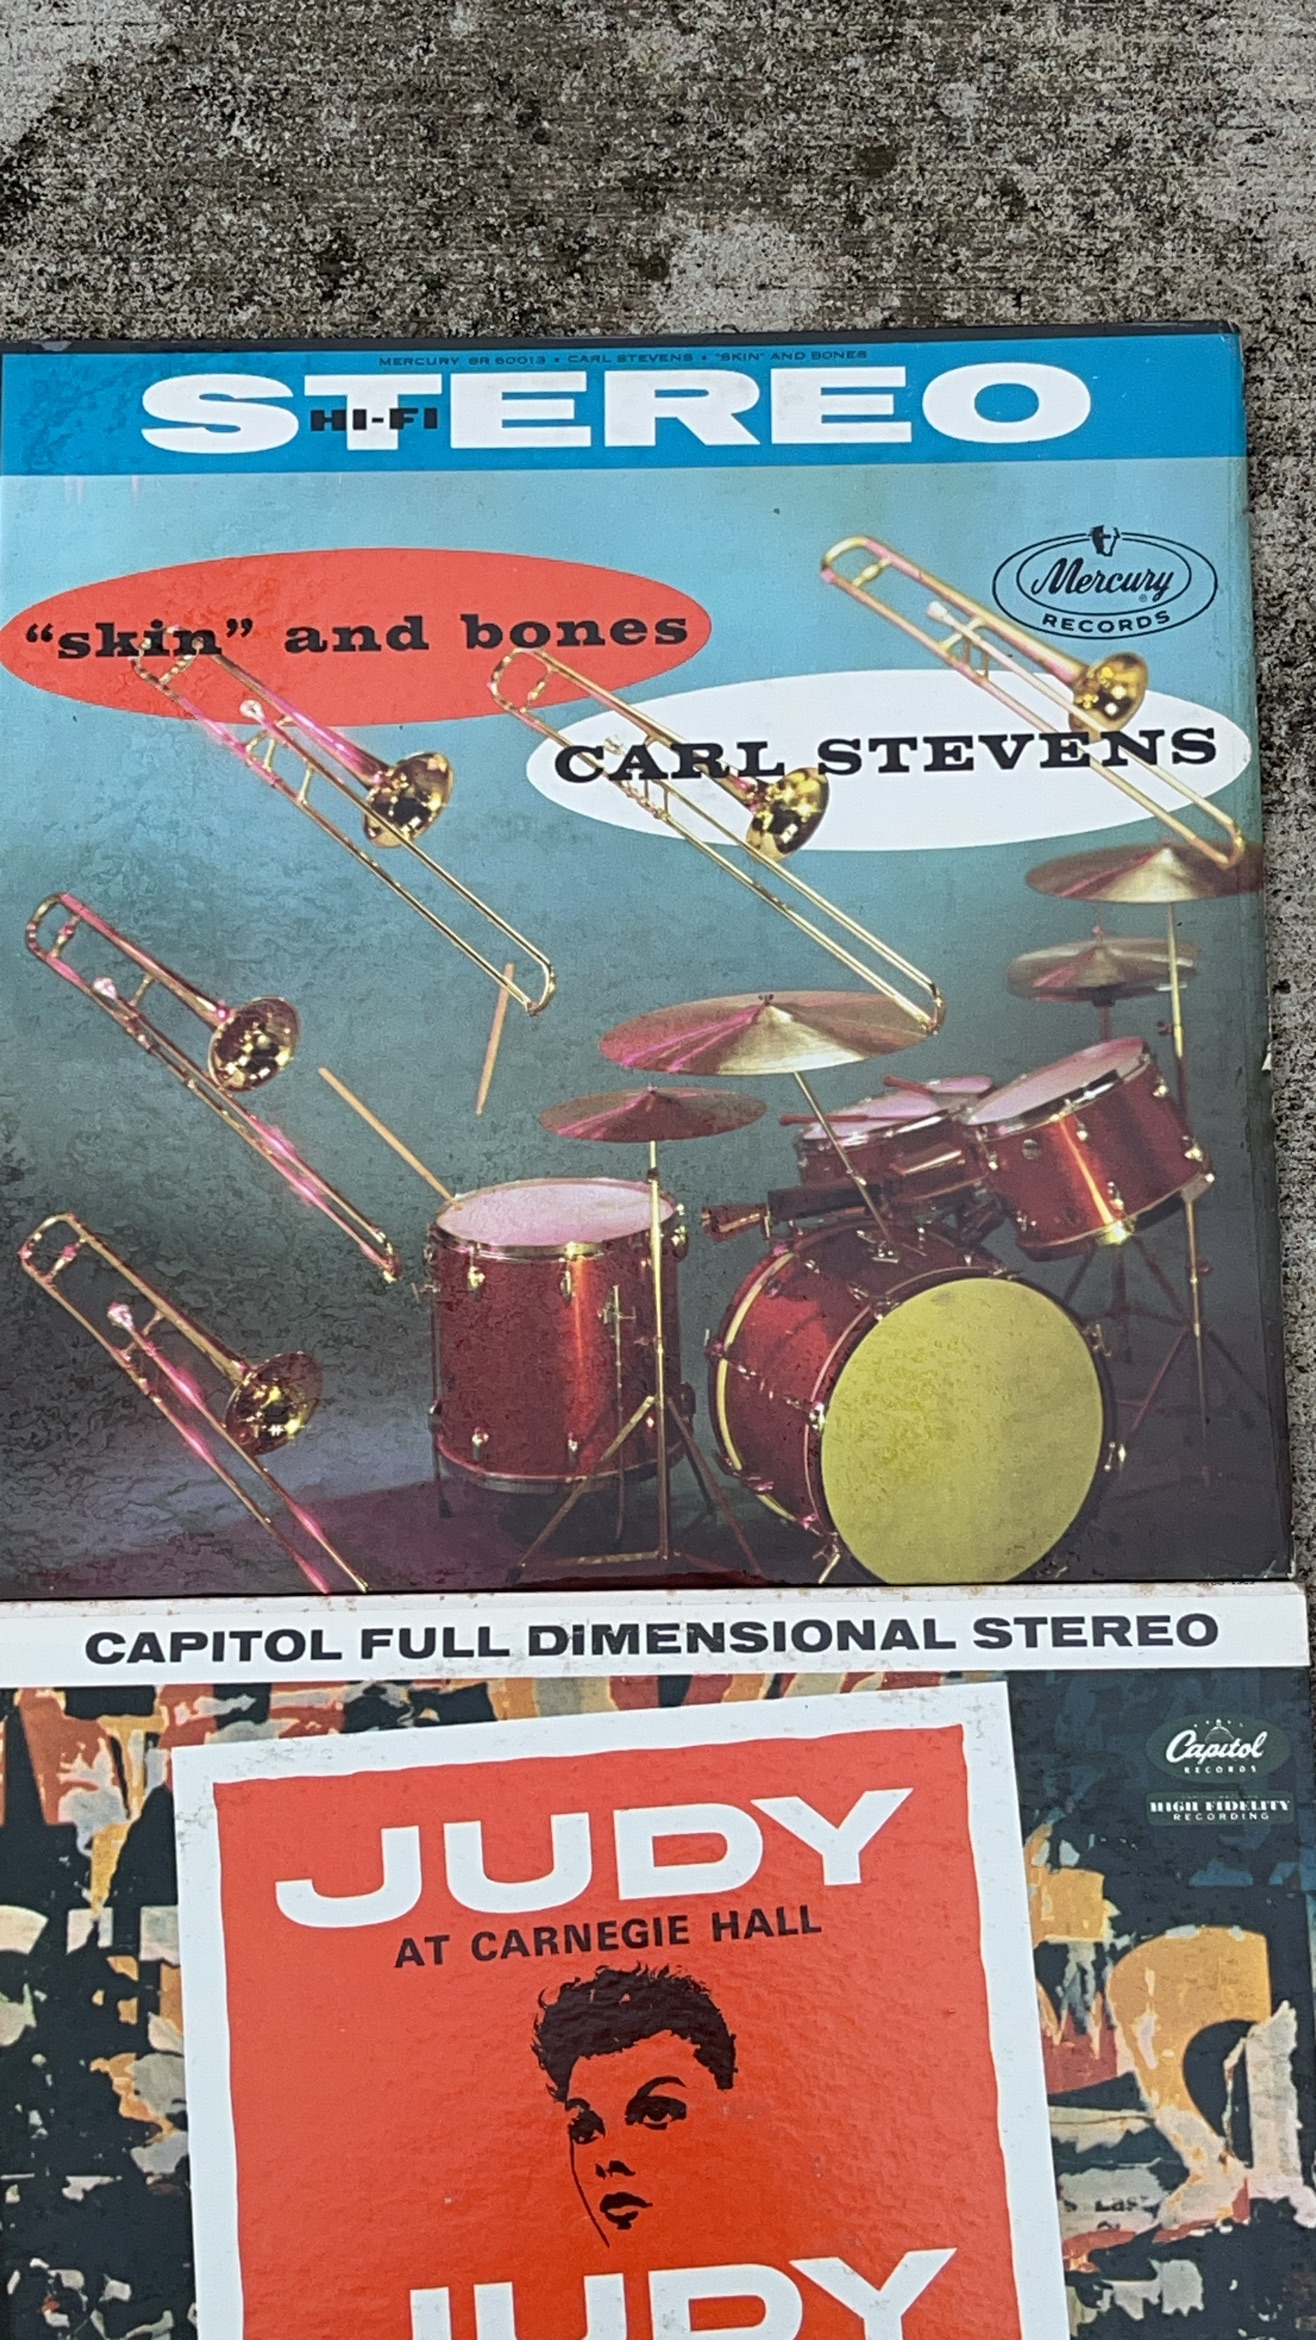 MERCURY SR 60013 • CARL STEVENS • "SKIN" AND BONES
STEREO
HI-FI
Mercury
RECORDS
“skin” and bones
CARL STEVENS
CAPITOL FULL DIMENSIONAL STEREO
Capitol
RECORDS
HIGH FIDELITY
RECORDING
JUDY
AT CARNEGIE HALL
JUDY